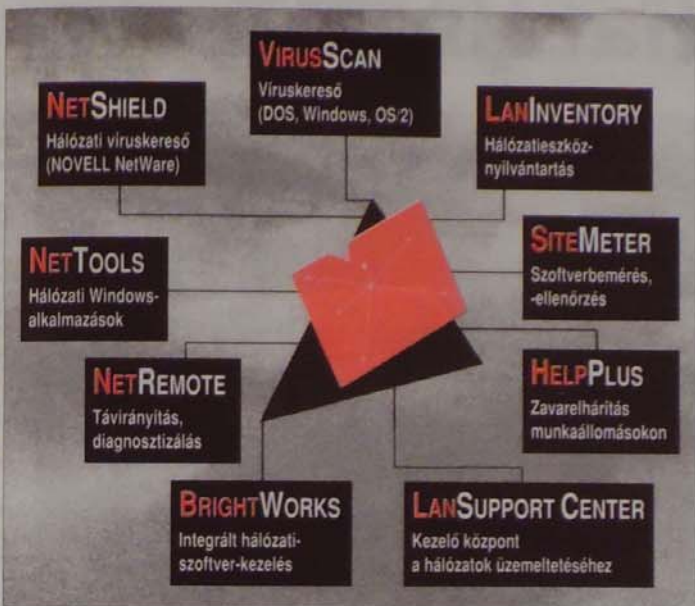 VIRUSSCAN
Víruskereső
(DOS, Windows, OS/2)
NETSHIELD
Hálózati víruskereső
(NOVELL NetWare)
LANINVENTORY
Hálózatieszköz-
nyilvántartás
NETTOOLS
Hálózati Windows-
alkalmazások
SITEMETER
Szoftverbemérés,
-ellenőrzés
NETREMOTE
Távirányítás,
diagnosztizálás
HELPPLUS
Zavarelhárítás
munkaállomásokon
BRIGHTWORKS
Integrált hálózati-
szoftver-kezelés
LANSUPPORT CENTER
Kezelő központ
a hálózatok üzemeltetéséhez